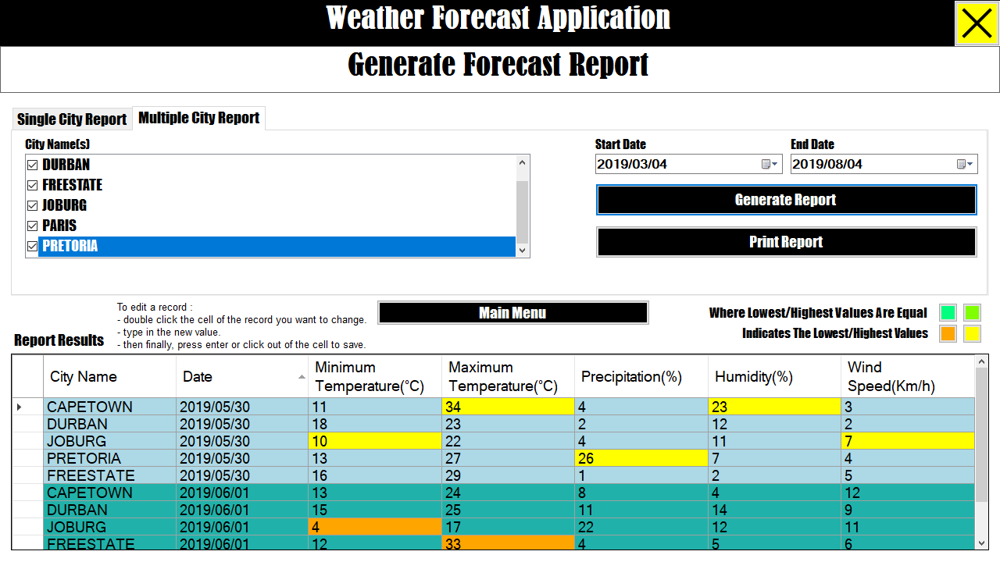 Weather Forecast Application
Generate Forecast Report
Single City Report Multiple City Report
City Name(s) Start Date End Date
DURBAN
2019/03/04 2019/08/04
FREESTATE
JOBURG
Generate Report
PARIS
PRETORIA
Print Report
To edit a record :
- double click the cell of the record you want to change.
- type in the new value.
- then finally, press enter or click out of the cell to save.
Main Menu
Where Lowest/Highest Values Are Equal
Indicates The Lowest/Highest Values
Report Results
City Name Date Minimum Temperature(°C) Maximum Temperature(°C) Precipitation(%) Humidity(%) Wind Speed(Km/h)
CAPETOWN 2019/05/30 11 34 4 23 3
DURBAN 2019/05/30 18 23 2 12 2
JOBURG 2019/05/30 10 22 4 11 7
PRETORIA 2019/05/30 13 27 26 7 4
FREESTATE 2019/05/30 16 29 1 2 5
CAPETOWN 2019/06/01 13 24 8 4 12
DURBAN 2019/06/01 15 25 11 14 9
JOBURG 2019/06/01 4 17 22 12 11
FREESTATE 2019/06/01 12 33 4 5 6